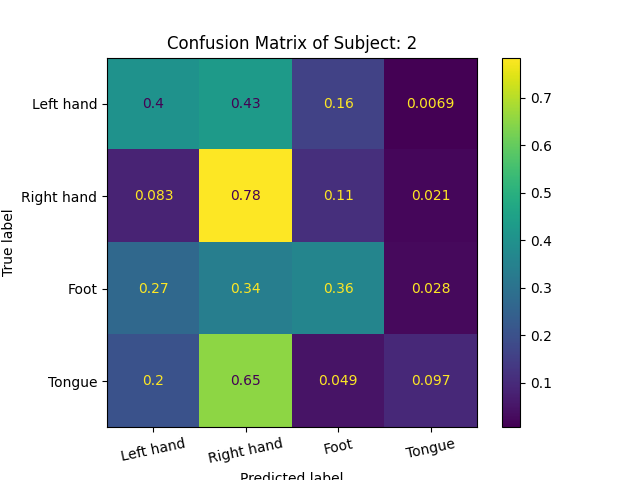 Confusion Matrix of Subject: 2
True label
Left hand 0.4 0.43 0.16 0.0069
Right hand 0.083 0.78 0.11 0.021
Foot 0.27 0.34 0.36 0.028
Tongue 0.2 0.65 0.049 0.097
Left hand Right hand Foot Tongue
Predicted label
0.7
0.6
0.5
0.4
0.3
0.2
0.1